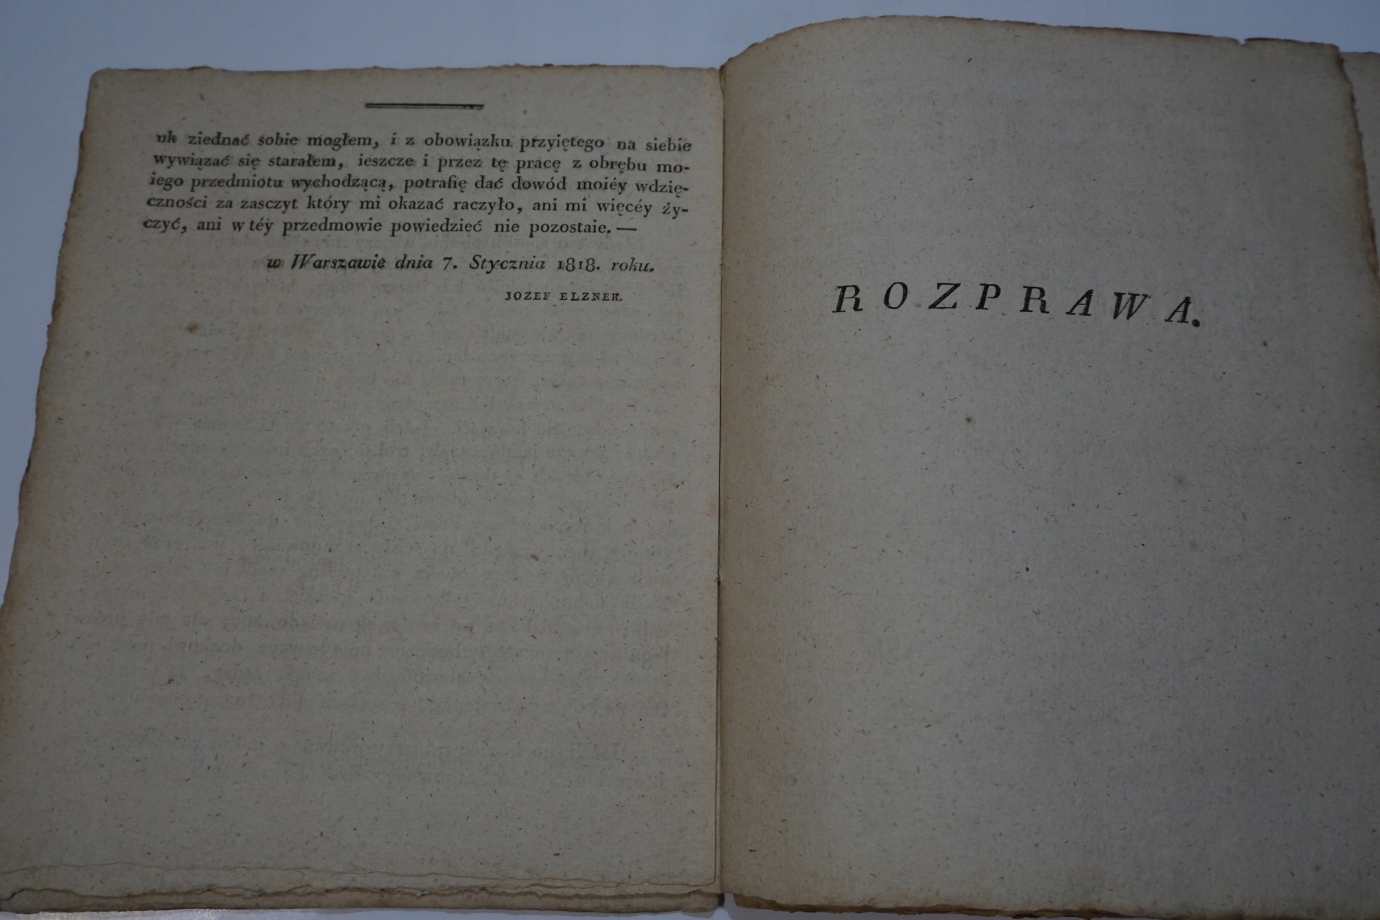 uk ziednać sobie mogłem, i z obowiązku przyiętego na siebie
wywiązać się starałem, ieszcze i przez tę pracę z obrębu mo-
iego przedmiotu wychodzącą, potrafię dać dowód moiéy wdzię-
czności za zasczyt który mi okazać raczyło, ani mi więcéy ży-
czyć, ani w téy przedmowie powiedzieć nie pozostaie. —
w Warszawie dnia 7. Stycznia 1818. roku.
JOZEF ELZNER.
ROZPRAWA.